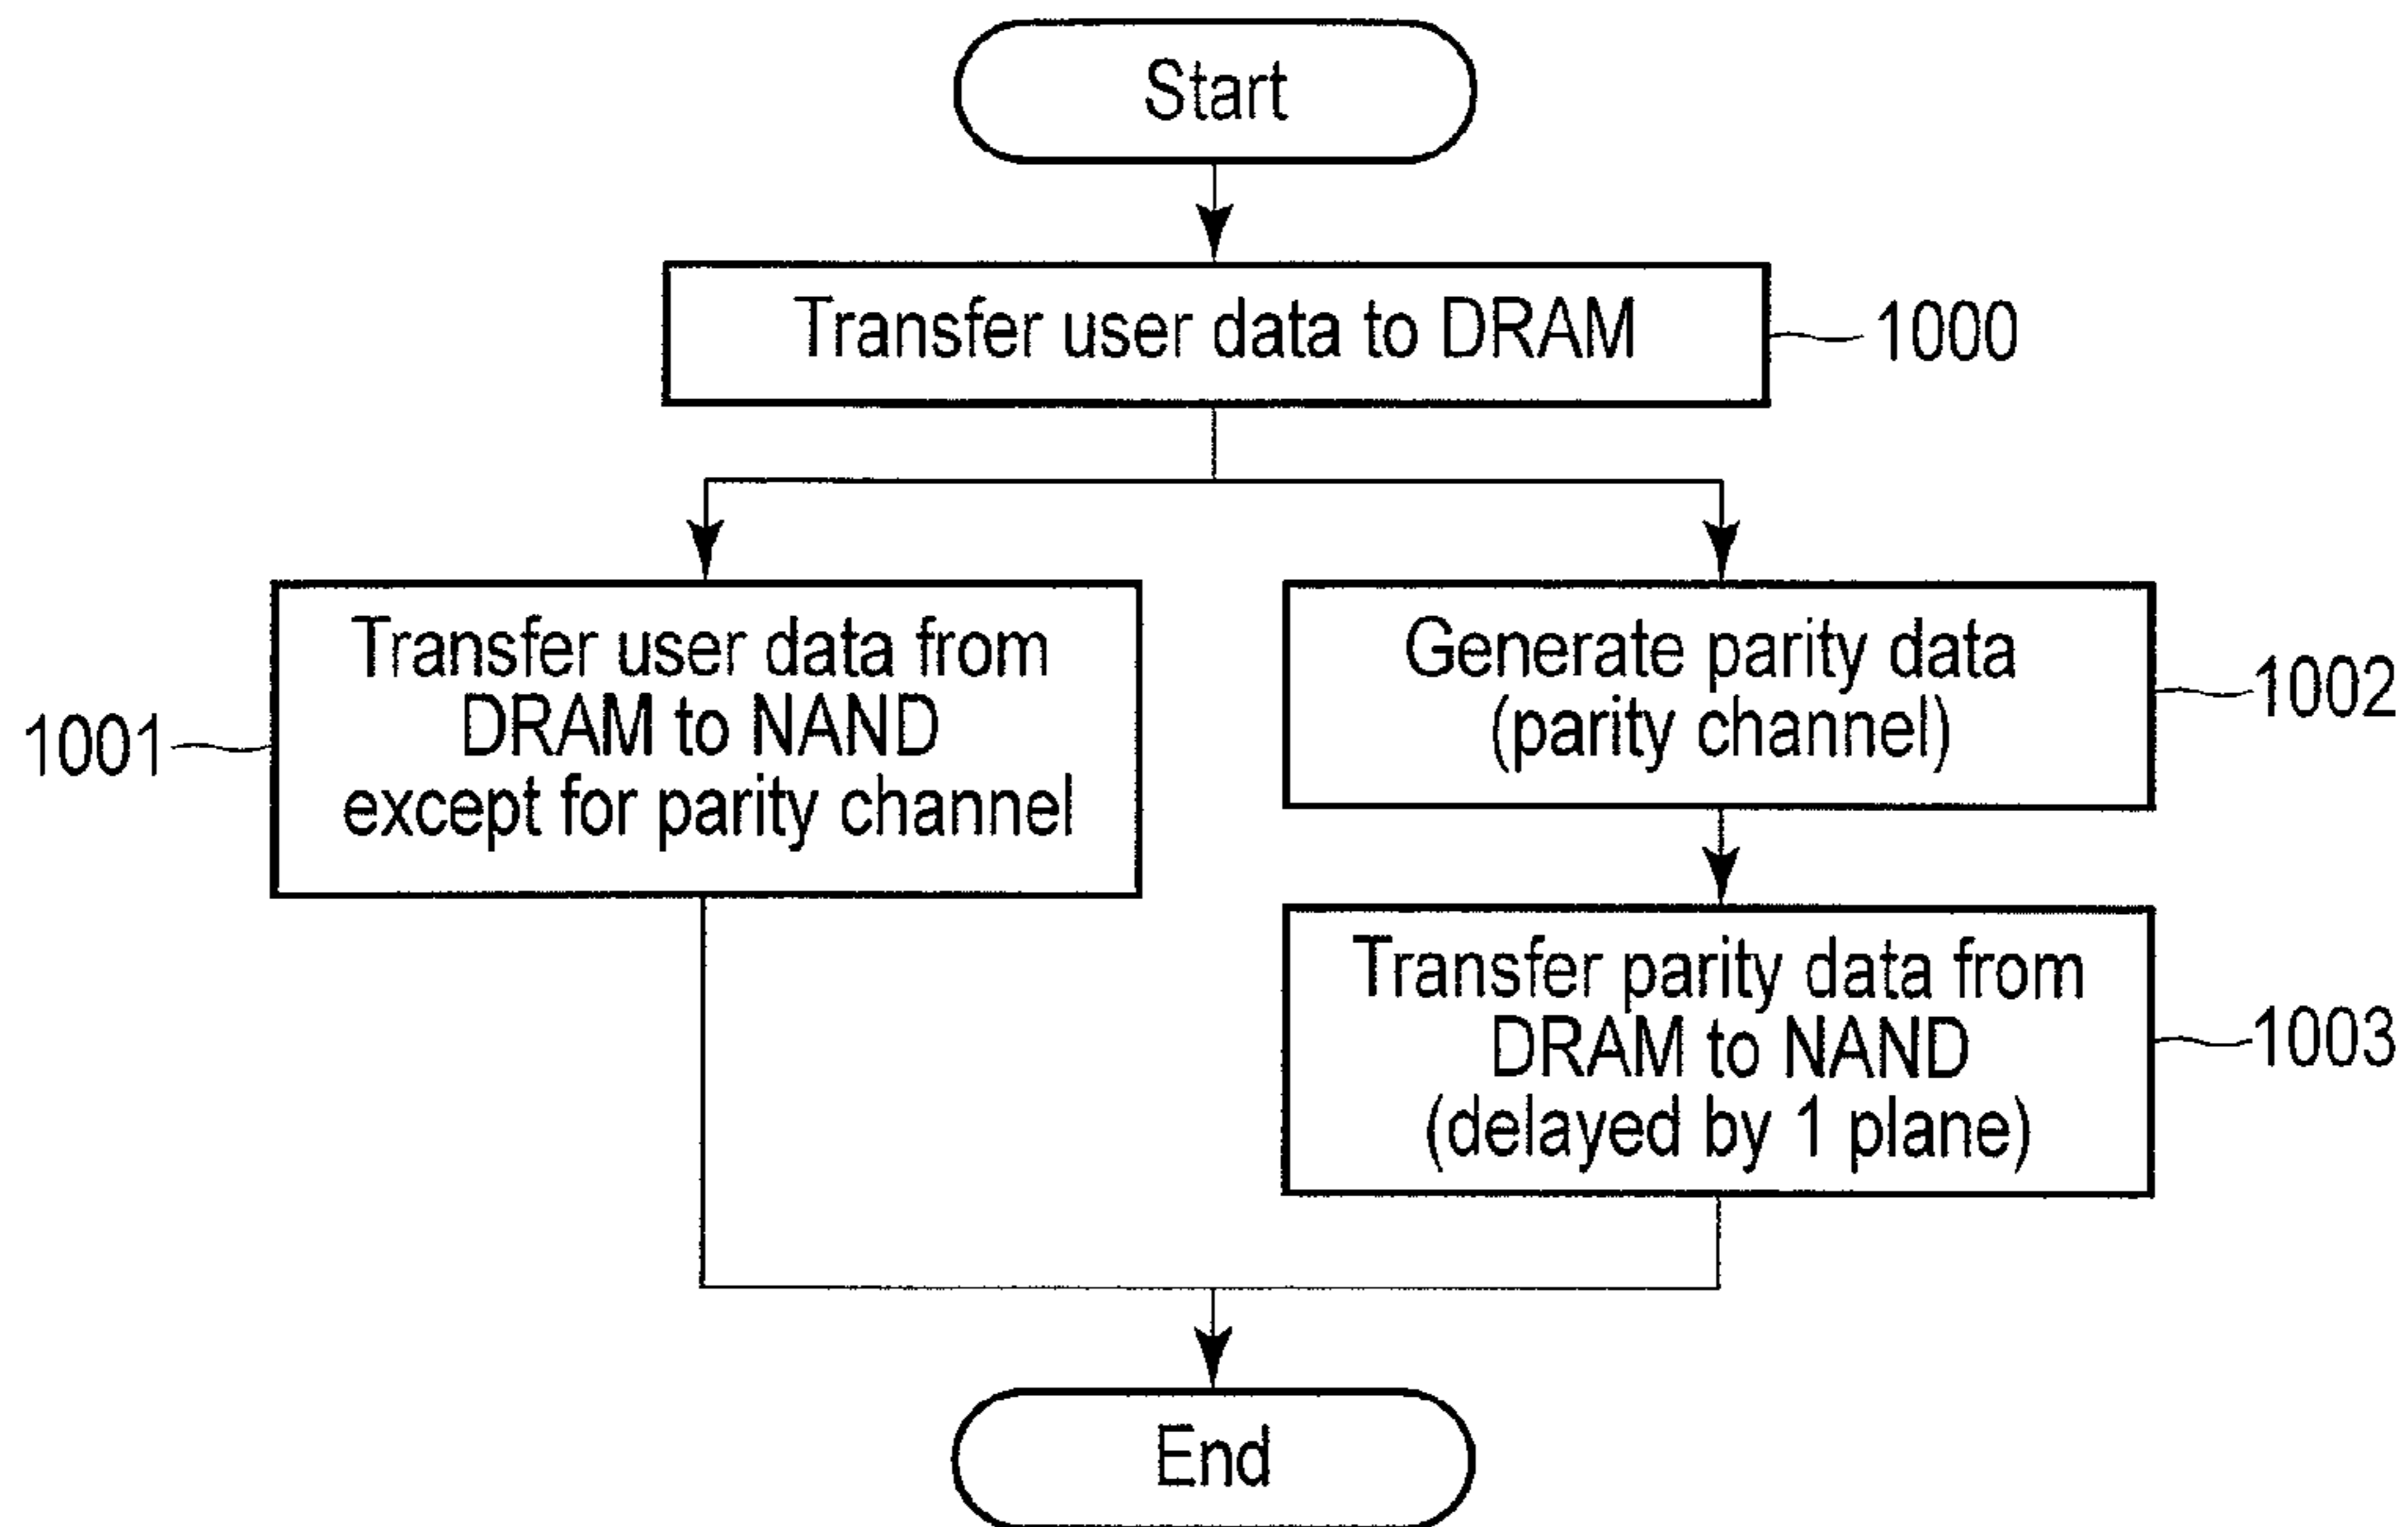 Start
Transfer user data to DRAM
1000
Transfer user data from
DRAM to NAND
except for parity channel
1001
Generate parity data
(parity channel)
1002
Transfer parity data from
DRAM to NAND
(delayed by 1 plane)
1003
End